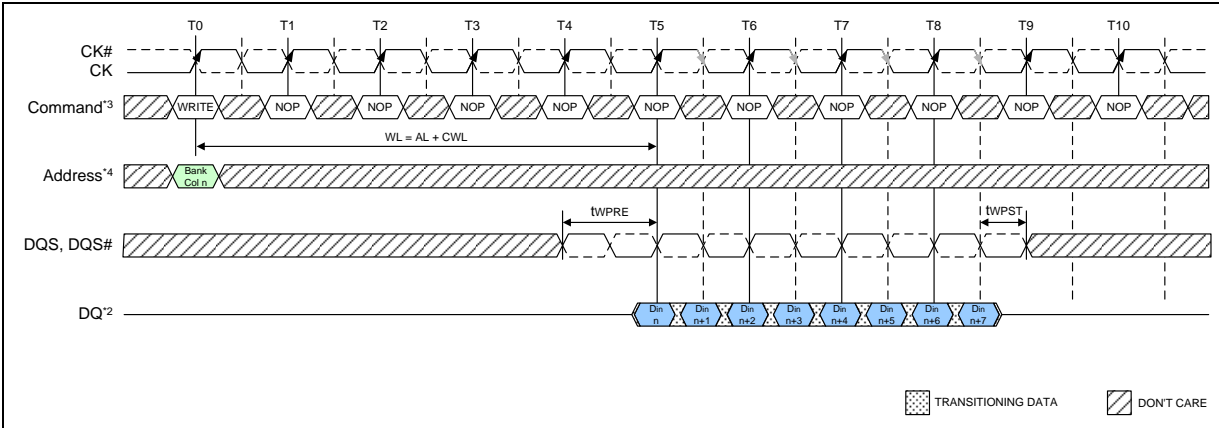 T0 T1 T2 T3 T4 T5 T6 T7 T8 T9 T10
CK#
CK
Command*3 WRITE NOP NOP NOP NOP NOP NOP NOP NOP NOP NOP
WL = AL + CWL
Address*4 Bank Col n
tWPRE tWPST
DQS, DQS#
DQ*2 Din n Din n+1 Din n+2 Din n+3 Din n+4 Din n+5 Din n+6 Din n+7
TRANSITIONING DATA DON'T CARE